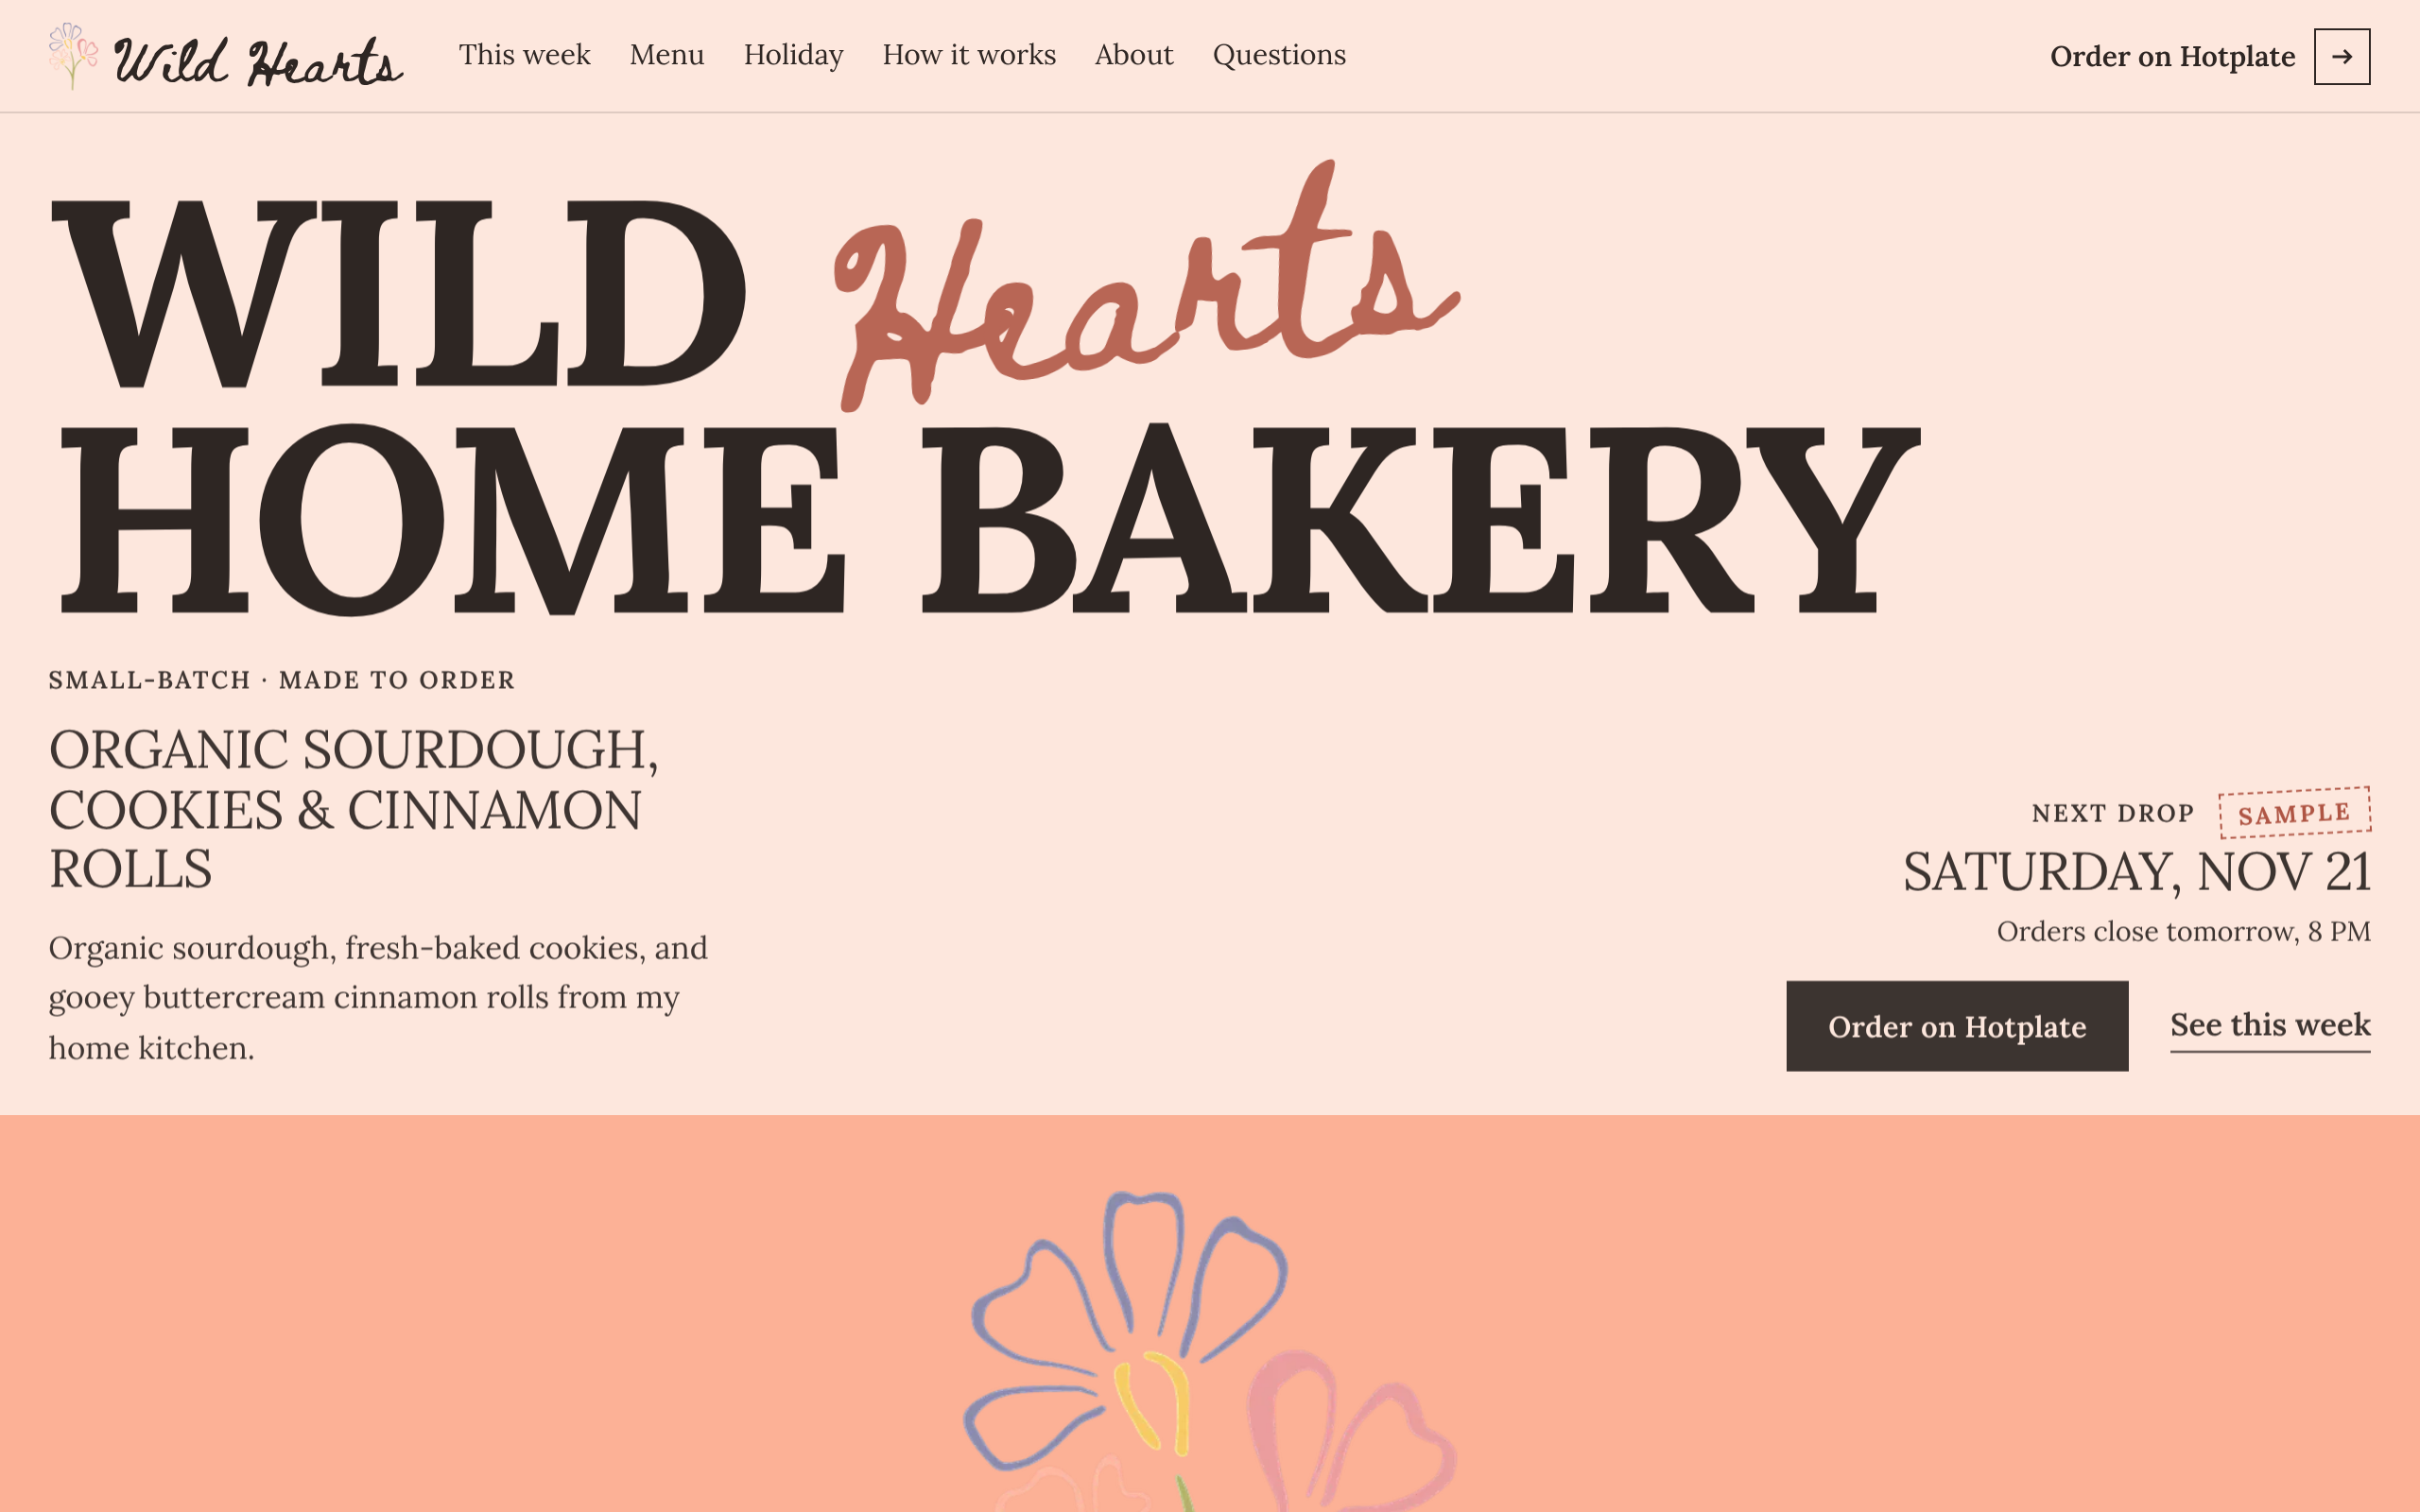 Wild Hearts
This week
Menu
Holiday
How it works
About
Questions
Order on Hotplate →
WILD Hearts
HOME BAKERY
SMALL-BATCH · MADE TO ORDER
ORGANIC SOURDOUGH,
COOKIES & CINNAMON
ROLLS
Organic sourdough, fresh-baked cookies, and
gooey buttercream cinnamon rolls from my
home kitchen.
NEXT DROP
SAMPLE
SATURDAY, NOV 21
Orders close tomorrow, 8 PM
Order on Hotplate
See this week